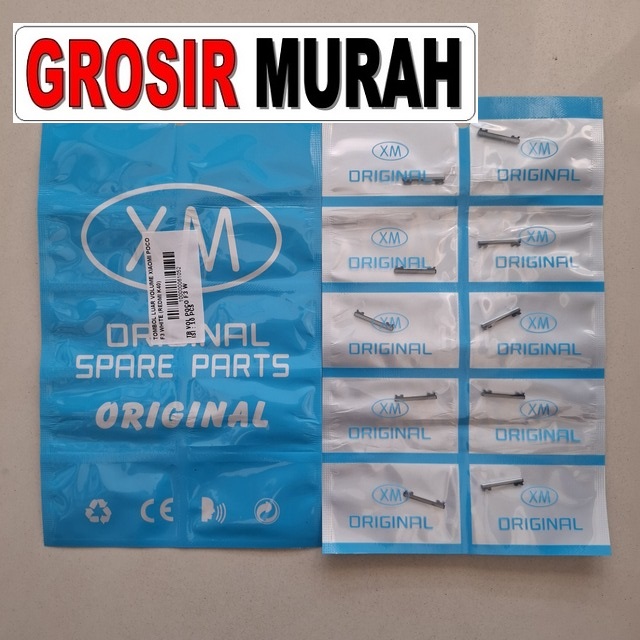 GROSIR MURAH
XM
ORIGINAL
SPARE PARTS
ORIGINAL
CE
TOMBOL LUAR VOLUME XIAOMI POCO
F3 WHITE (REDMI K40)
XM
ORIGINAL
XM
ORIGINAL
XM
ORIGINAL
XM
ORIGINAL
XM
ORIGINAL
XM
ORIGINAL
XM
ORIGINAL
XM
ORIGINAL
XM
ORIGINAL
XM
ORIGINAL